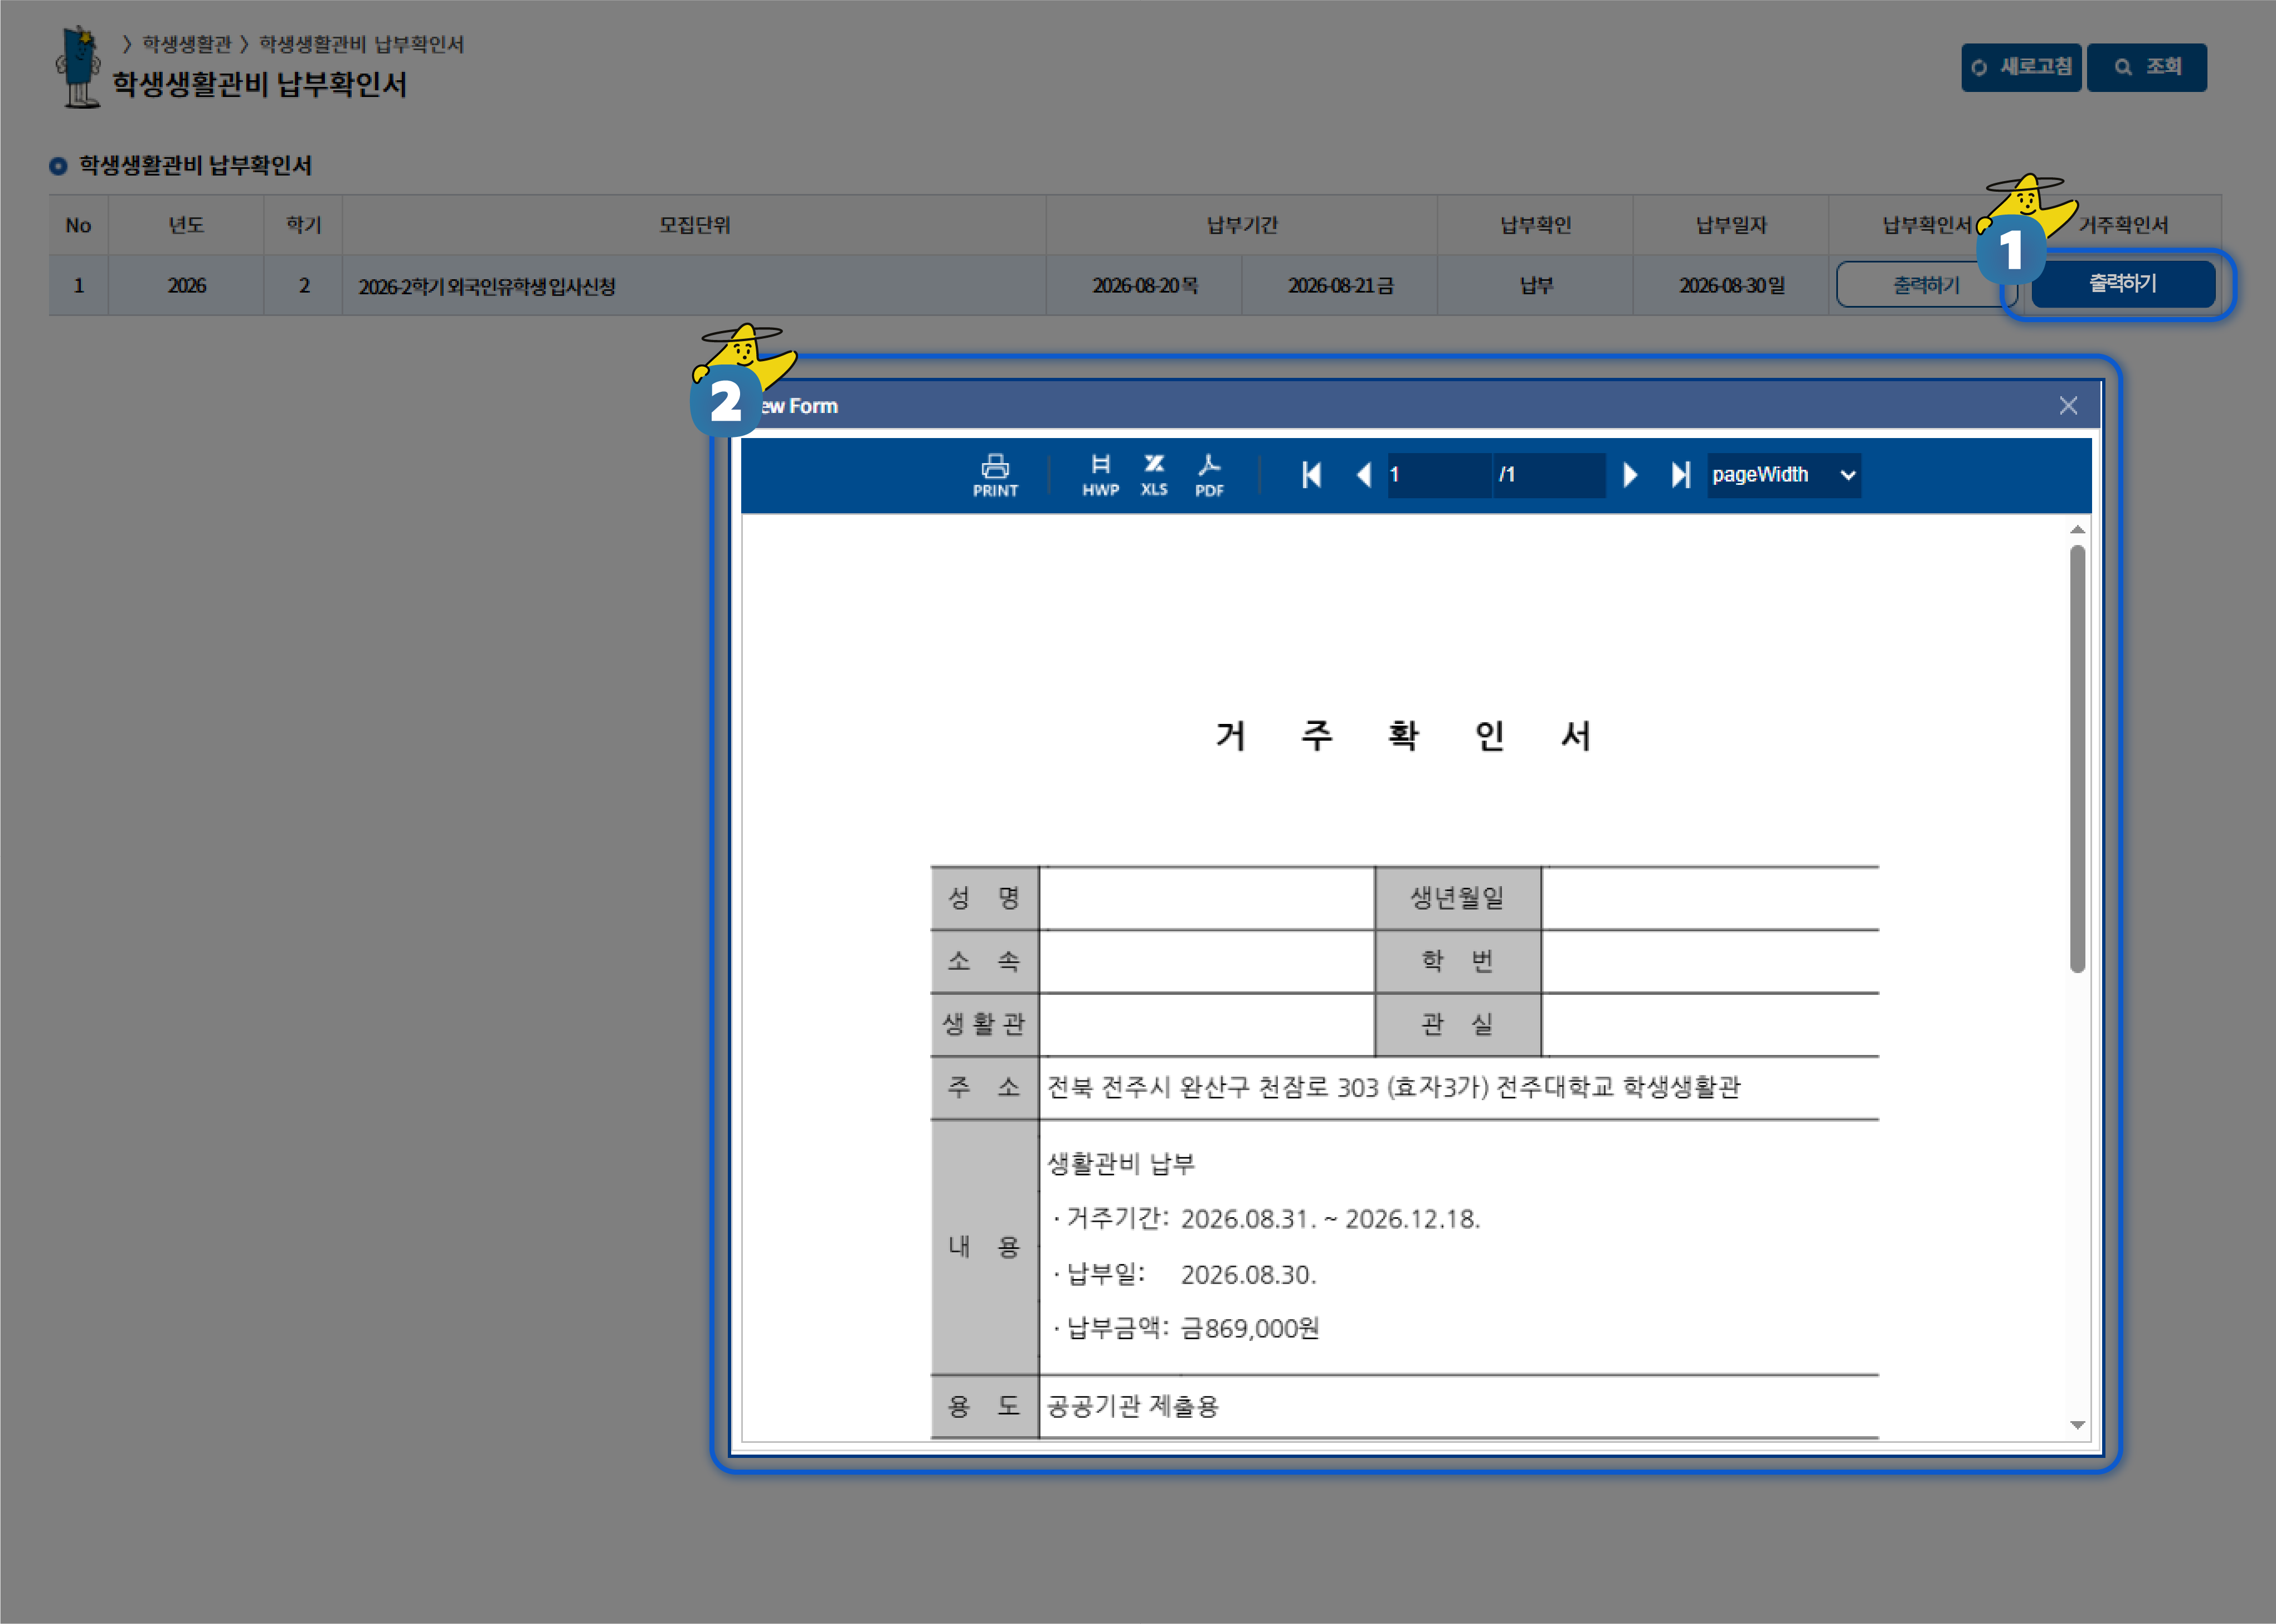 〉학생생활관 〉학생생활관비 납부확인서
학생생활관비 납부확인서
새로고침 조회
학생생활관비 납부확인서
No 년도 학기 모집단위 납부기간 납부확인 납부일자 납부확인서 거주확인서
1 2026 2 2026-2학기 외국인유학생 입사신청 2026-08-20 목 2026-08-21 금 납부 2026-08-30 일 출력하기 출력하기
1
2
ew Form
PRINT HWP XLS PDF 1 /1 pageWidth
거 주 확 인 서
성 명 생년월일
소 속 학 번
생활관 관 실
주 소 전북 전주시 완산구 천잠로 303 (효자3가) 전주대학교 학생생활관
생활관비 납부
· 거주기간: 2026.08.31. ~ 2026.12.18.
내 용
· 납부일: 2026.08.30.
· 납부금액: 금869,000원
용 도 공공기관 제출용